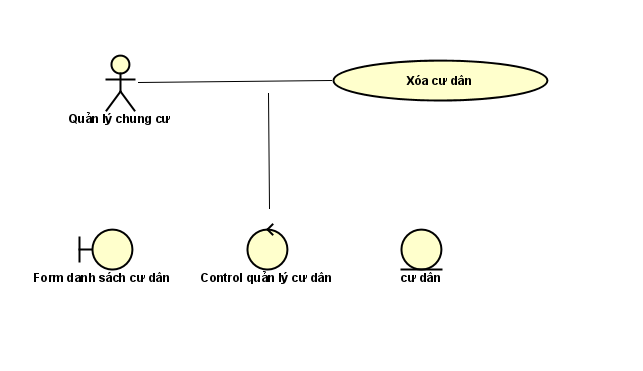 Xóa cư dân
Quản lý chung cư
Form danh sách cư dân
Control quản lý cư dân
cư dân